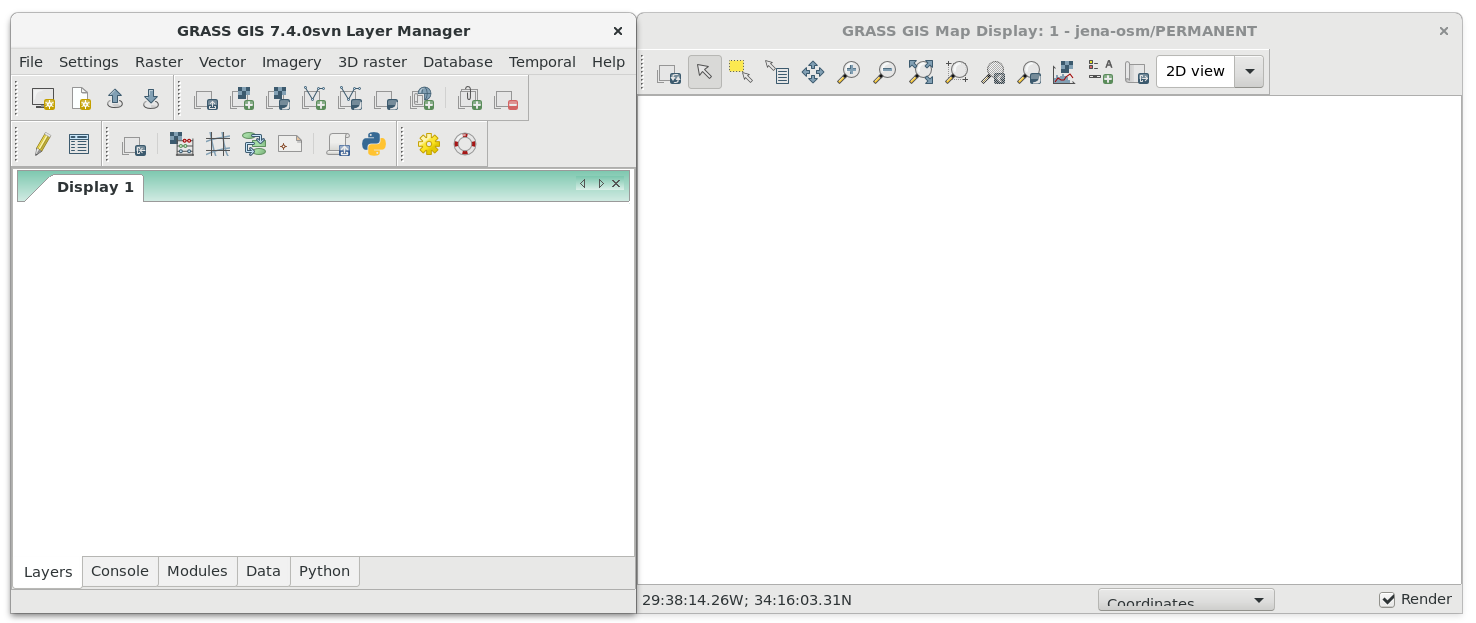 GRASS GIS 7.4.0svn Layer Manager
File Settings Raster Vector Imagery 3D raster Database Temporal Help
Display 1
Layers Console Modules Data Python
GRASS GIS Map Display: 1 - jena-osm/PERMANENT
A 2D view
29:38:14.26W; 34:16:03.31N Coordinates Render